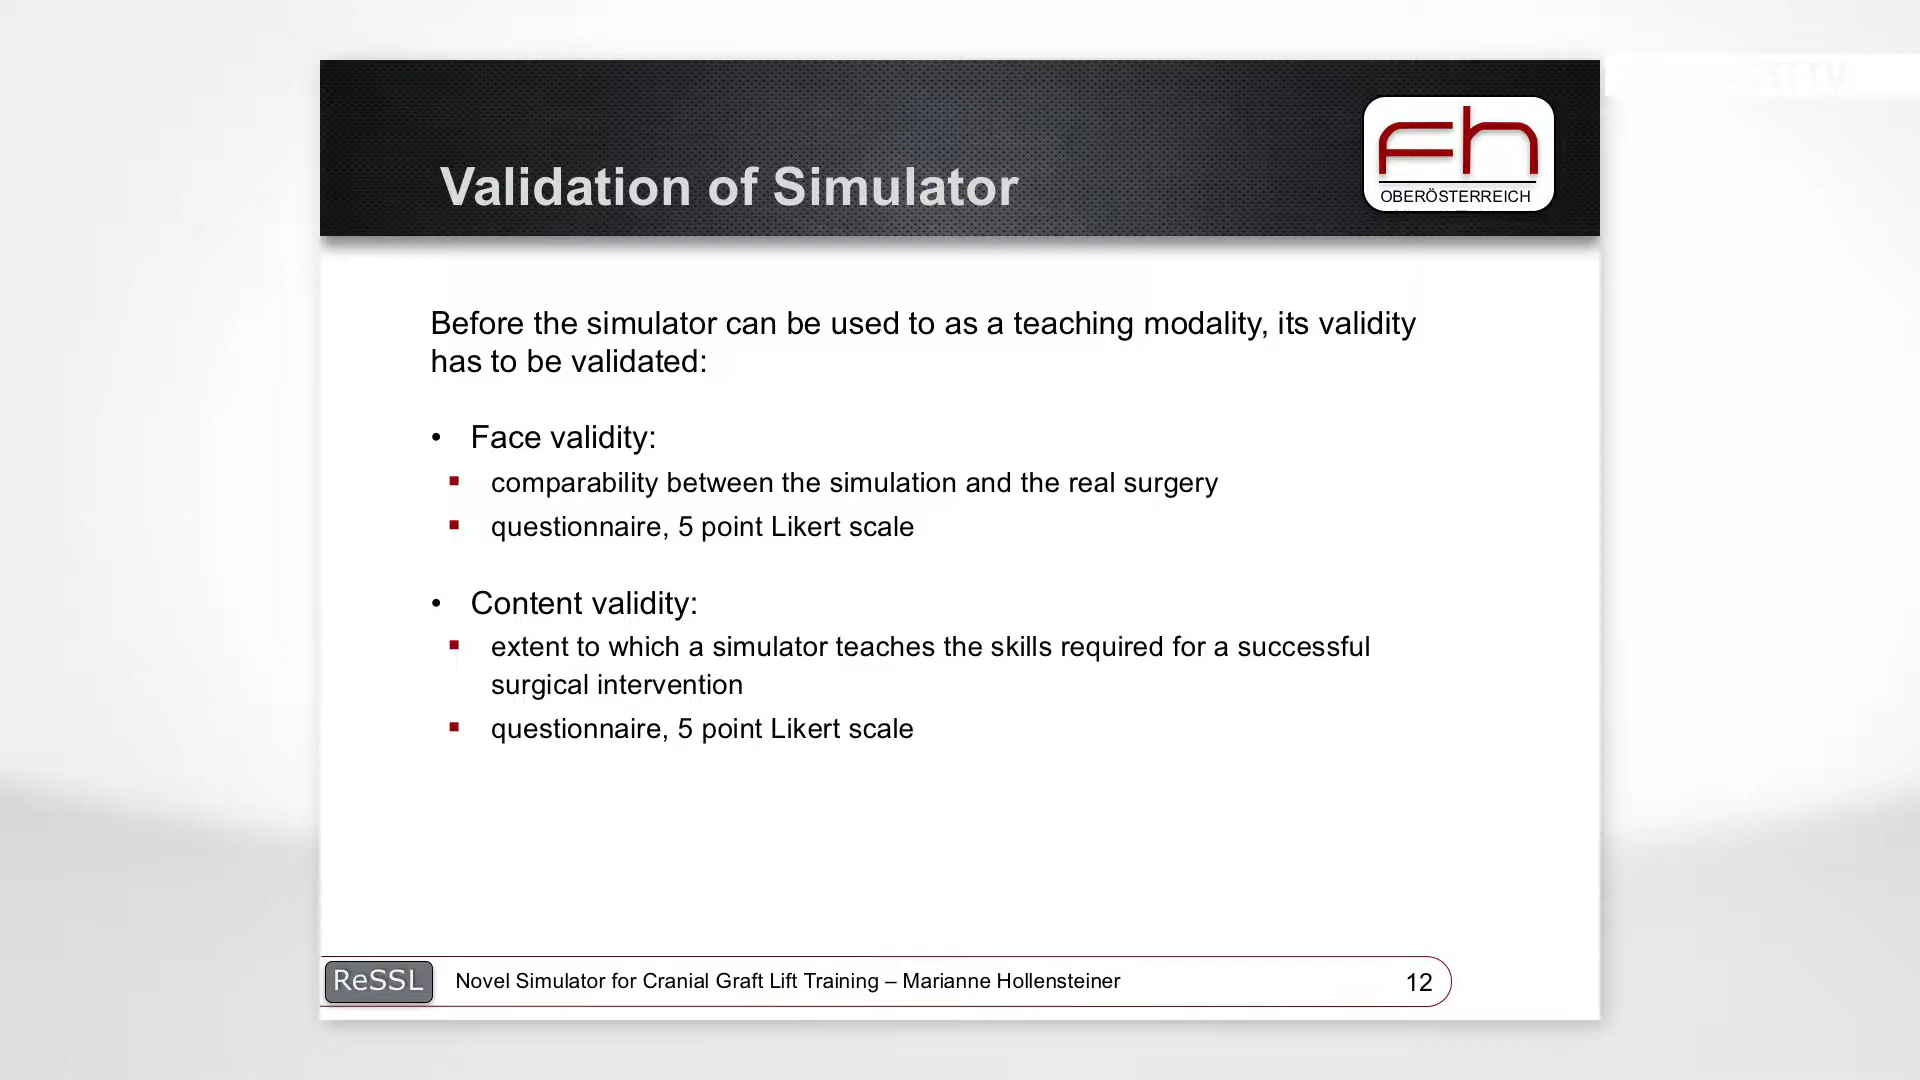 Validation of Simulator
Fh
OBERÖSTERREICH
Before the simulator can be used to as a teaching modality, its validity
has to be validated:
• Face validity:
▪ comparability between the simulation and the real surgery
▪ questionnaire, 5 point Likert scale
• Content validity:
▪ extent to which a simulator teaches the skills required for a successful
surgical intervention
▪ questionnaire, 5 point Likert scale
ReSSL Novel Simulator for Cranial Graft Lift Training – Marianne Hollensteiner 12